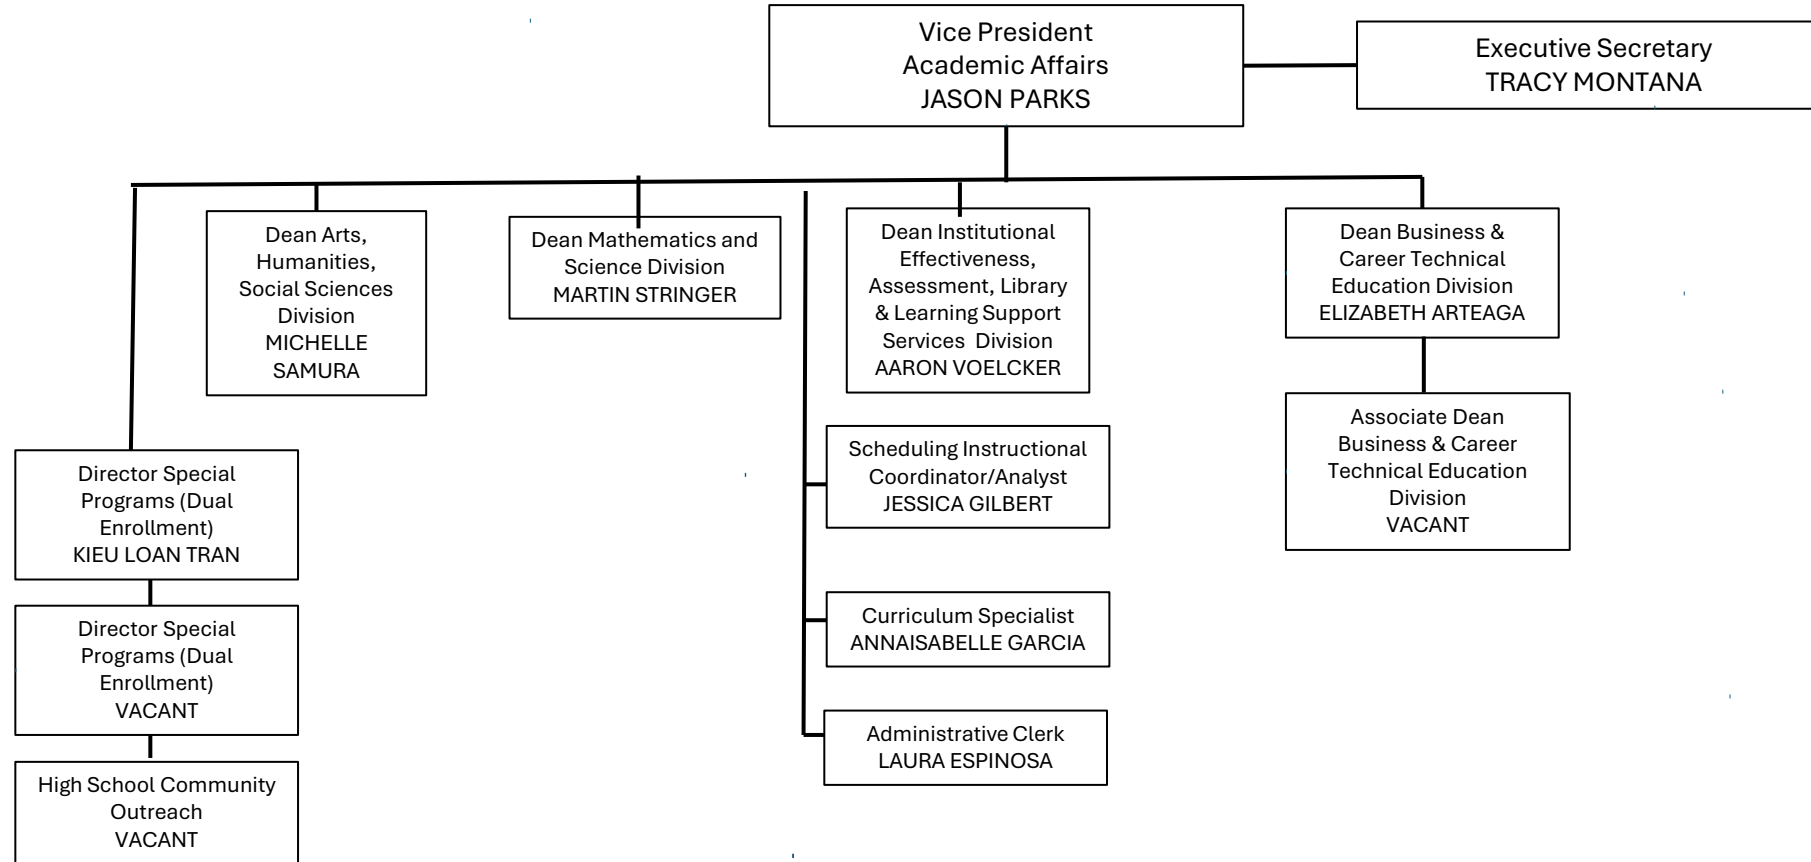 Vice President
Academic Affairs
JASON PARKS
Executive Secretary
TRACY MONTANA
Dean Arts,
Humanities,
Social Sciences
Division
MICHELLE
SAMURA
Dean Mathematics and
Science Division
MARTIN STRINGER
Dean Institutional
Effectiveness,
Assessment, Library
& Learning Support
Services Division
AARON VOELCKER
Dean Business &
Career Technical
Education Division
ELIZABETH ARTEAGA
Associate Dean
Business & Career
Technical Education
Division
VACANT
Director Special
Programs (Dual
Enrollment)
KIEU LOAN TRAN
Director Special
Programs (Dual
Enrollment)
VACANT
High School Community
Outreach
VACANT
Scheduling Instructional
Coordinator/Analyst
JESSICA GILBERT
Curriculum Specialist
ANNAISABELLE GARCIA
Administrative Clerk
LAURA ESPINOSA